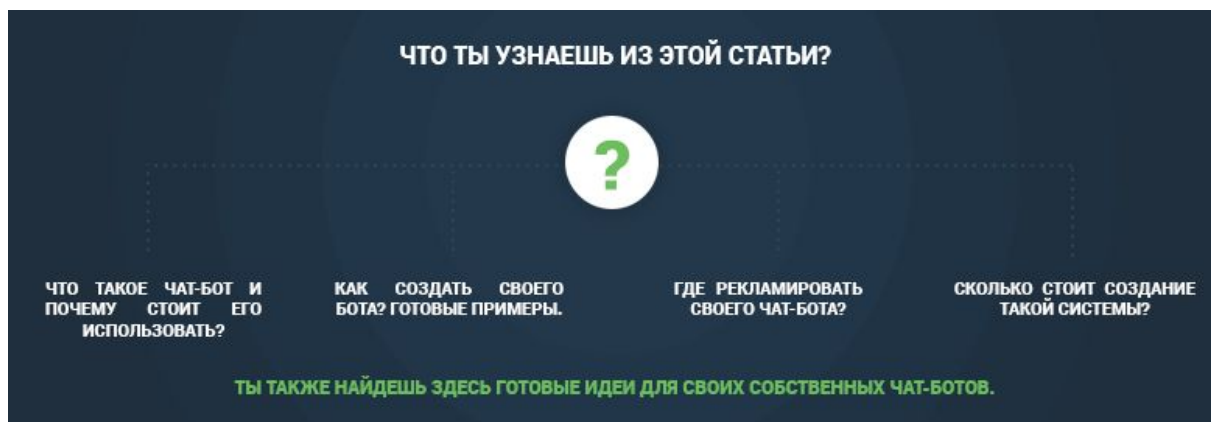 ЧТО ТЫ УЗНАЕШЬ ИЗ ЭТОЙ СТАТЬИ?
?
ЧТО ТАКОЕ ЧАТ-БОТ И
ПОЧЕМУ СТОИТ ЕГО
ИСПОЛЬЗОВАТЬ?
КАК СОЗДАТЬ СВОЕГО
БОТА? ГОТОВЫЕ ПРИМЕРЫ.
ГДЕ РЕКЛАМИРОВАТЬ
СВОЕГО ЧАТ-БОТА?
СКОЛЬКО СТОИТ СОЗДАНИЕ
ТАКОЙ СИСТЕМЫ?
ТЫ ТАКЖЕ НАЙДЕШЬ ЗДЕСЬ ГОТОВЫЕ ИДЕИ ДЛЯ СВОИХ СОБСТВЕННЫХ ЧАТ-БОТОВ.